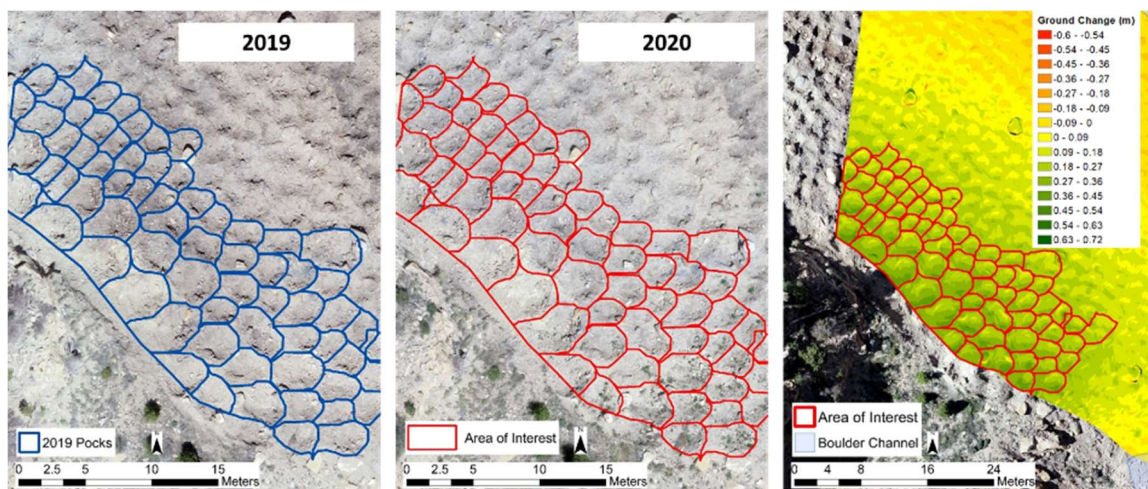 2019
2019 Pocks
N
0 2.5 5 10 15
Meters
2020
Area of Interest
N
0 2.5 5 10 15
Meters
Ground Change (m)
-0.6 - -0.54
-0.54 - -0.45
-0.45 - -0.36
-0.36 - -0.27
-0.27 - -0.18
-0.18 - -0.09
-0.09 - 0
0 - 0.09
0.09 - 0.18
0.18 - 0.27
0.27 - 0.36
0.36 - 0.45
0.45 - 0.54
0.54 - 0.63
0.63 - 0.72
Area of Interest
Boulder Channel
N
0 4 8 16 24
Meters